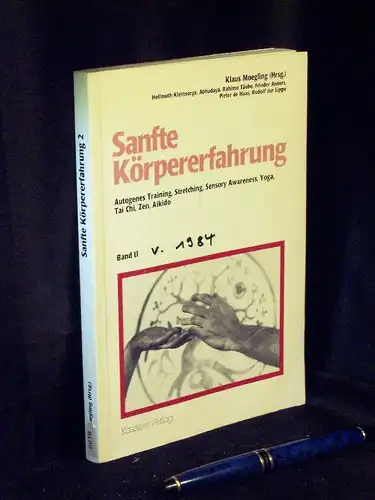 Klaus Moegling (Hrsg.)
Hellmuth Kleinsorge, Abhudaya, Rahimo Täube, Frieder Anders,
Pieter de Haas, Rudolf zur Lippe
Sanfte
Körpererfahrung
Autogenes Training, Stretching, Sensory Awareness, Yoga,
Tai Chi, Zen, Aikido
Band II v. 1984
Kasseler Verlag
Sanfte Körpererfahrung 2
Moegling (Hrsg.)